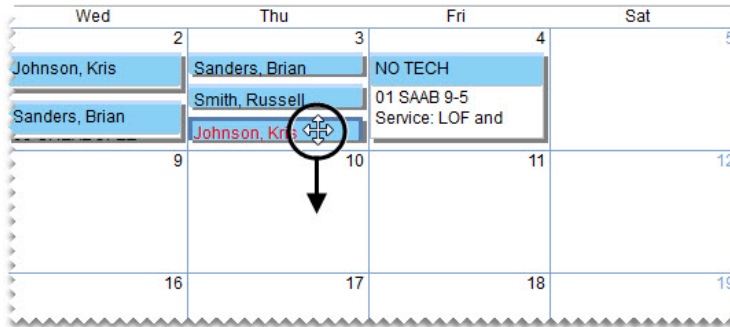 Wed Thu Fri Sat
2 3 4 5
Johnson, Kris Sanders, Brian NO TECH
Smith, Russell 01 SAAB 9-5
Sanders, Brian Service: LOF and
Johnson, Kris
9 10 11 12
16 17 18 19